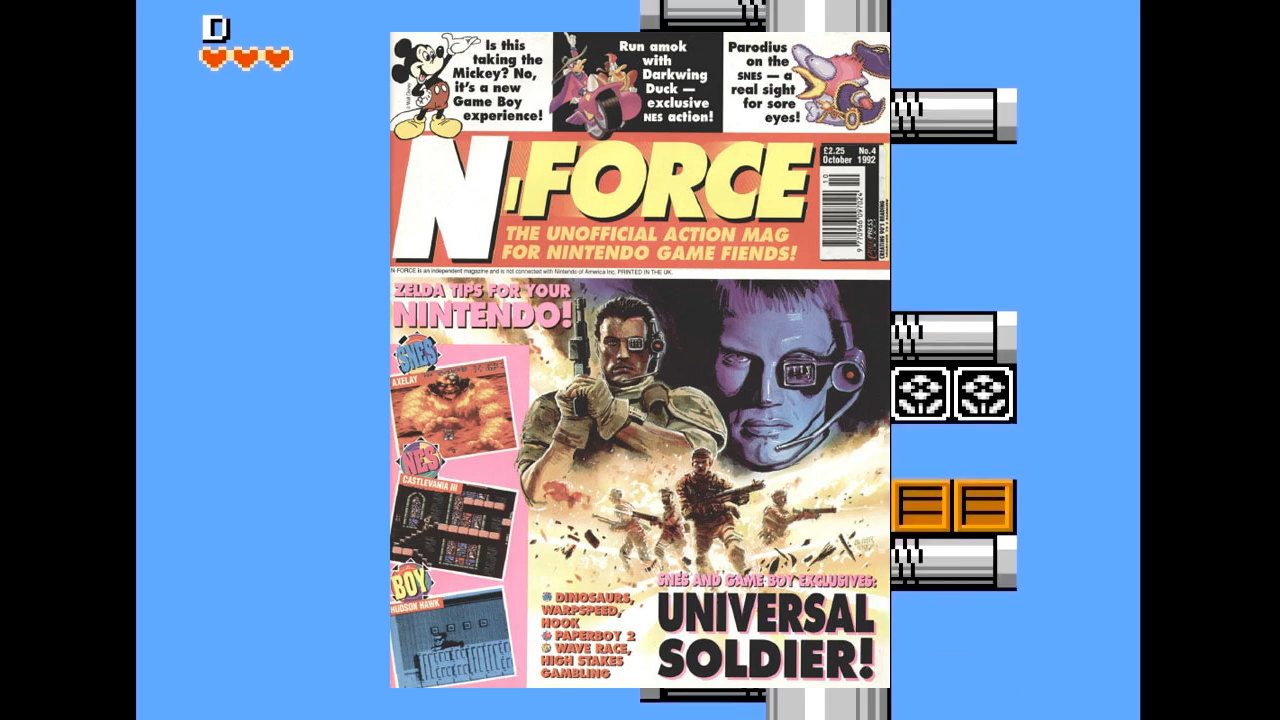 D
Is this
taking the
Mickey? No,
it's a new
Game Boy
experience!
Run amok
with
Darkwing
Duck —
exclusive
NES action!
Parodius
on the
SNES — a
real sight
for sore
eyes!
N-FORCE
£2.25 No.4
October 1992
THE UNOFFICIAL ACTION MAG
FOR NINTENDO GAME FIENDS!
N-FORCE is an independent magazine and is not connected with Nintendo of America Inc. PRINTED IN THE UK.
ZELDA TIPS FOR YOUR
NINTENDO!
SNES
AXELAY
NES
CASTLEVANIA III
BOY
HUDSON HAWK
DINOSAURS,
WARPSPEED,
HOOK
PAPERBOY 2
WAVE RACE,
HIGH STAKES
GAMBLING
SNES AND GAME BOY EXCLUSIVES:
UNIVERSAL
SOLDIER!